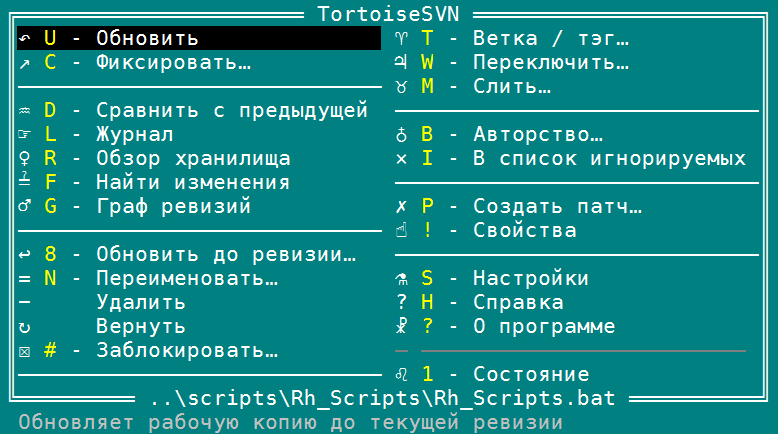 TortoiseSVN
↶ U - Обновить
↗ C - Фиксировать…
♒ D - Сравнить с предыдущей
☞ L - Журнал
♀ R - Обзор хранилища
≟ F - Найти изменения
♂ G - Граф ревизий
↩ 8 - Обновить до ревизии…
= N - Переименовать…
− Удалить
↻ Вернуть
☒ # - Заблокировать…
♈ T - Ветка / тэг…
♃ W - Переключить…
♉ M - Слить…
♁ B - Авторство…
× I - В список игнорируемых
✗ P - Создать патч…
☝ ! - Свойства
⚗ S - Настройки
? H - Справка
☧ ? - О программе
♌ 1 - Состояние
..\scripts\Rh_Scripts\Rh_Scripts.bat
Обновляет рабочую копию до текущей ревизии